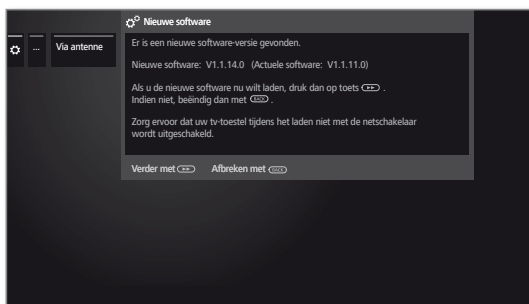 Nieuwe software
... Via antenne
Er is een nieuwe software-versie gevonden.
Nieuwe software: V1.1.14.0 (Actuele software: V1.1.11.0)
Als u de nieuwe software nu wilt laden, druk dan op toets ▶▶ .
Indien niet, beëindig dan met BACK .
Zorg ervoor dat uw tv-toestel tijdens het laden niet met de netschakelaar
wordt uitgeschakeld.
Verder met ▶▶ Afbreken met BACK